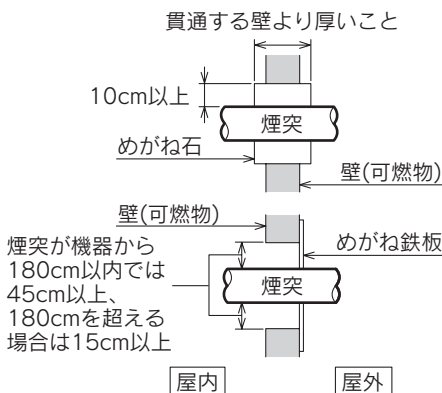 貫通する壁より厚いこと
10cm以上
煙突
めがね石
壁(可燃物)
壁(可燃物)
めがね鉄板
煙突が機器から
180cm以内では
45cm以上、
180cmを超える
場合は15cm以上
煙突
屋内
屋外